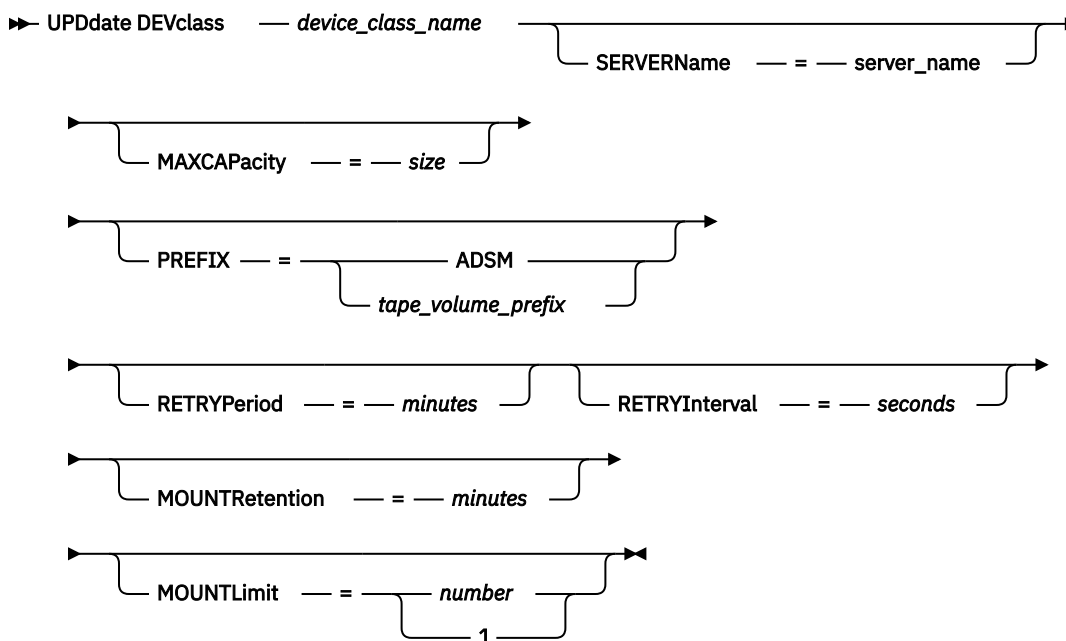 UPDdate DEVclass — device_class_name
SERVERName — = — server_name
MAXCAPacity — = — size
PREFIX — = — ADSM
tape_volume_prefix
RETRYPeriod — = — minutes RETRYInterval — = — seconds
MOUNTRetention — = — minutes
MOUNTLimit — = — number
1